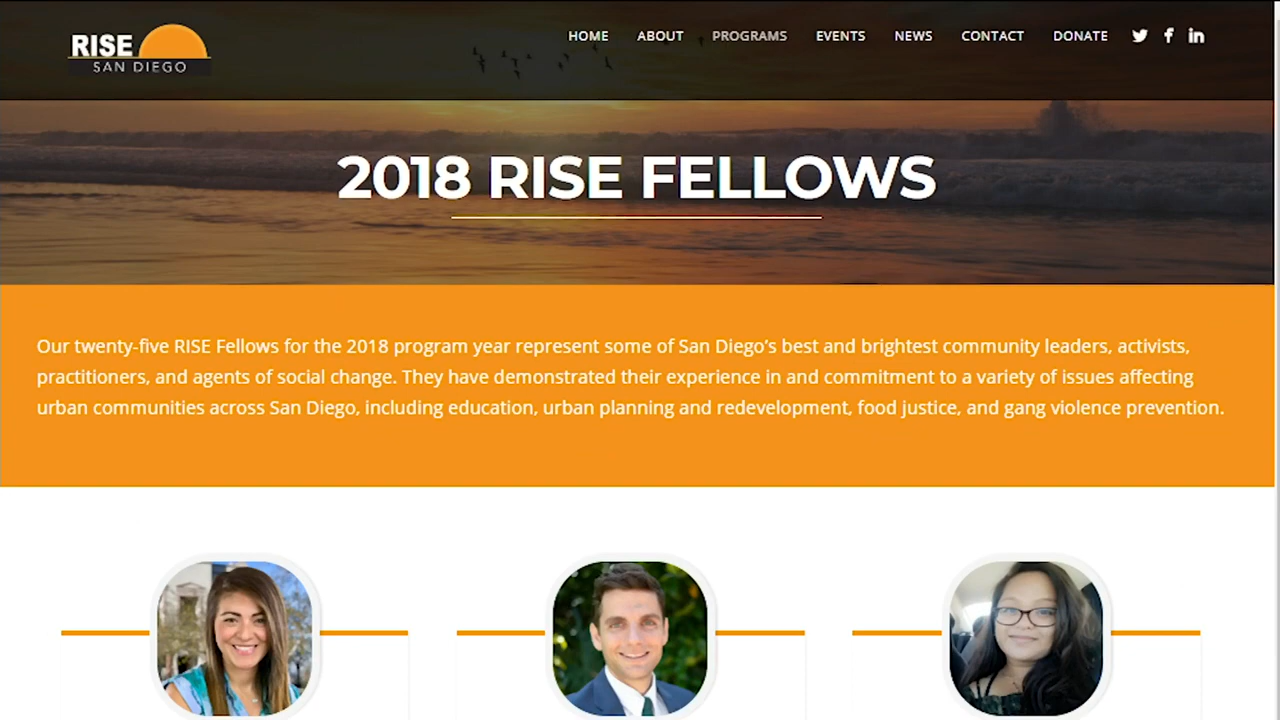 RISE
SAN DIEGO
HOME ABOUT PROGRAMS EVENTS NEWS CONTACT DONATE
2018 RISE FELLOWS
Our twenty-five RISE Fellows for the 2018 program year represent some of San Diego’s best and brightest community leaders, activists,
practitioners, and agents of social change. They have demonstrated their experience in and commitment to a variety of issues affecting
urban communities across San Diego, including education, urban planning and redevelopment, food justice, and gang violence prevention.